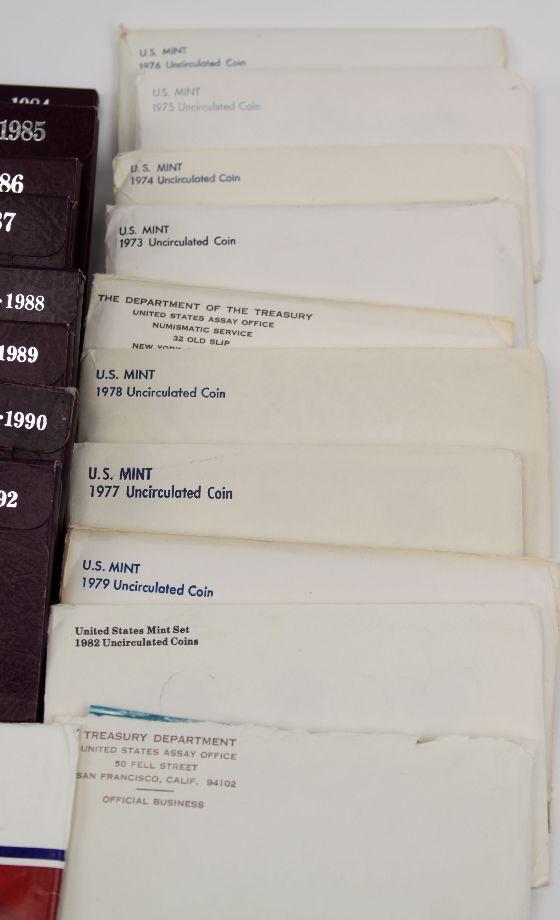 1984
1985
86
87
·1988
1989
·1990
92
U.S. MINT
1976 Uncirculated Coin
U.S. MINT
1975 Uncirculated Coin
U.S. MINT
1974 Uncirculated Coin
U.S. MINT
1973 Uncirculated Coin
THE DEPARTMENT OF THE TREASURY
UNITED STATES ASSAY OFFICE
NUMISMATIC SERVICE
32 OLD SLIP
NEW YORK
U.S. MINT
1978 Uncirculated Coin
U.S. MINT
1977 Uncirculated Coin
U.S. MINT
1979 Uncirculated Coin
United States Mint Set
1982 Uncirculated Coins
TREASURY DEPARTMENT
UNITED STATES ASSAY OFFICE
50 FELL STREET
SAN FRANCISCO, CALIF. 94102
OFFICIAL BUSINESS